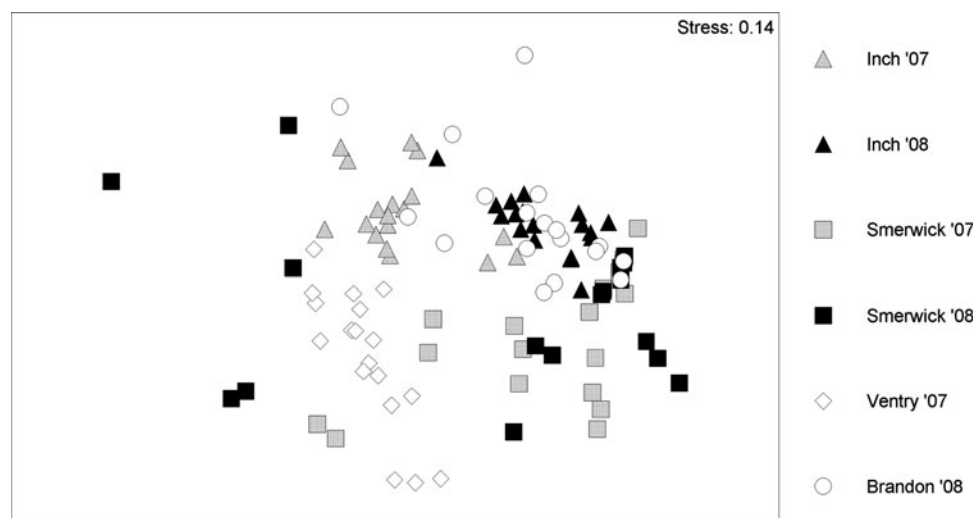 Stress: 0.14
Inch '07
Inch '08
Smerwick '07
Smerwick '08
Ventry '07
Brandon '08